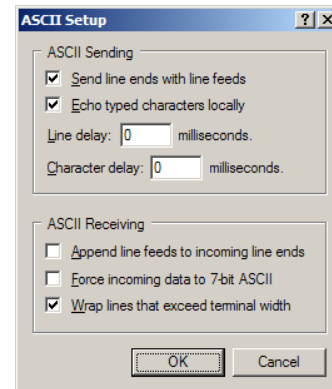 ASCII Setup
ASCII Sending
Send line ends with line feeds
Echo typed characters locally
Line delay: 0 milliseconds.
Character delay: 0 milliseconds.
ASCII Receiving
Append line feeds to incoming line ends
Force incoming data to 7-bit ASCII
Wrap lines that exceed terminal width
OK Cancel